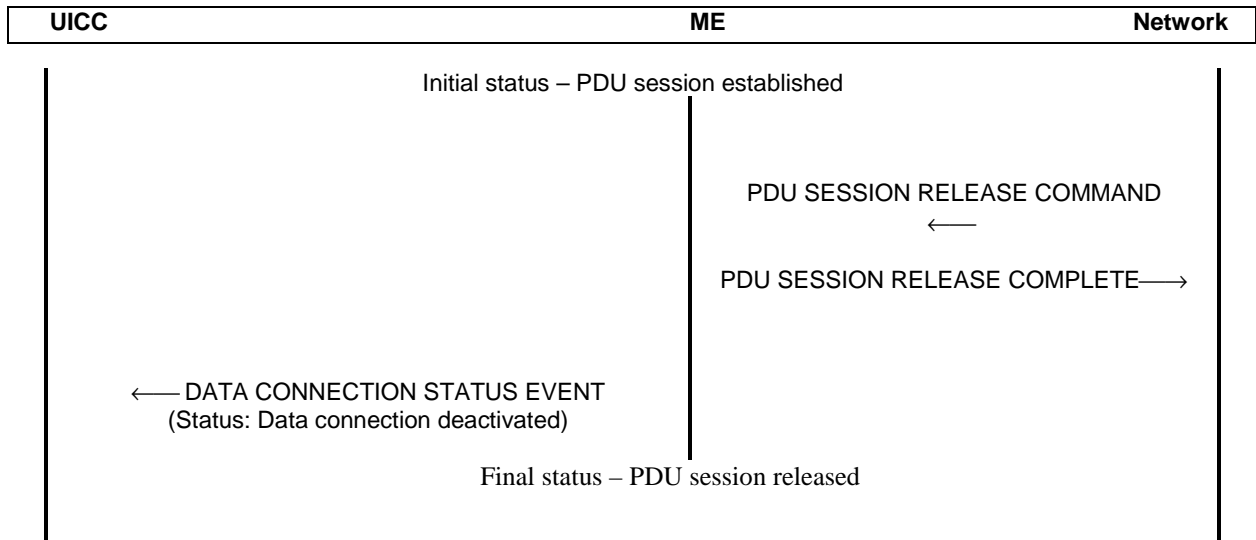 UICC ME Network
Initial status – PDU session established
PDU SESSION RELEASE COMMAND
←
PDU SESSION RELEASE COMPLETE→
← DATA CONNECTION STATUS EVENT
(Status: Data connection deactivated)
Final status – PDU session released